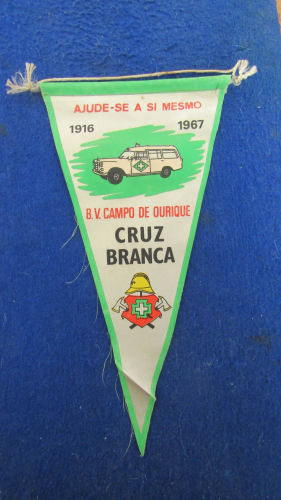 AJUDE-SE A SI MESMO
1916 1967
B.V. CAMPO DE OURIQUE
CRUZ
BRANCA